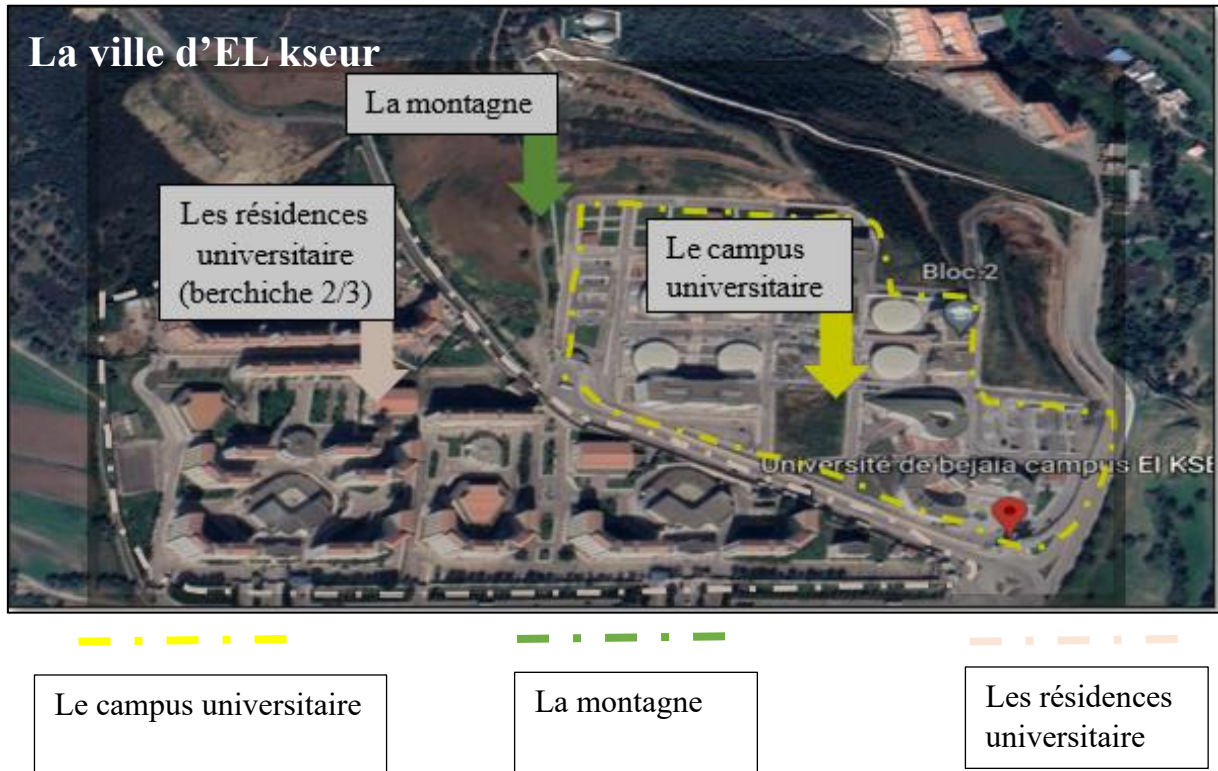 La ville d’EL kseur
La montagne
Les résidences
universitaire
(berchiche 2/3)
Le campus
universitaire
Bloc 2
Université de bejaia campus El KSE
Le campus universitaire
La montagne
Les résidences
universitaire